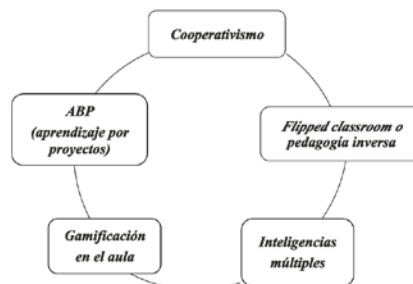 Cooperativismo
ABP
(aprendizaje por
proyectos)
Flipped classroom o
pedagogía inversa
Gamificación
en el aula
Inteligencias
múltiples